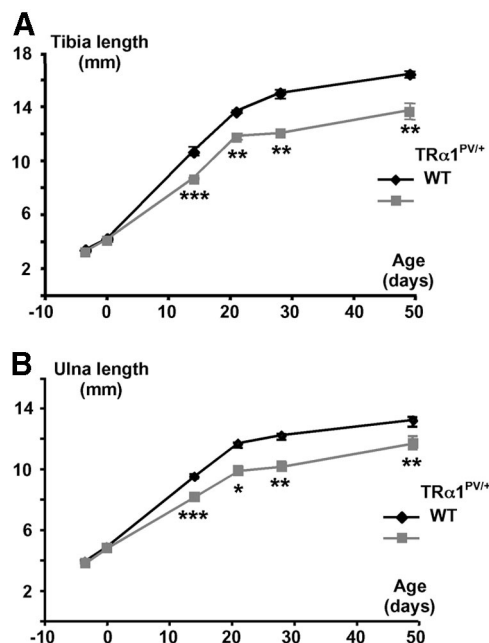 A
Tibia length
(mm)
18
14
10
6
2
***
**
**
**
TRα1PV/+
WT
Age
(days)
-10 0 10 20 30 40 50
B
Ulna length
(mm)
14
10
6
2
***
*
**
**
TRα1PV/+
WT
Age
(days)
-10 0 10 20 30 40 50